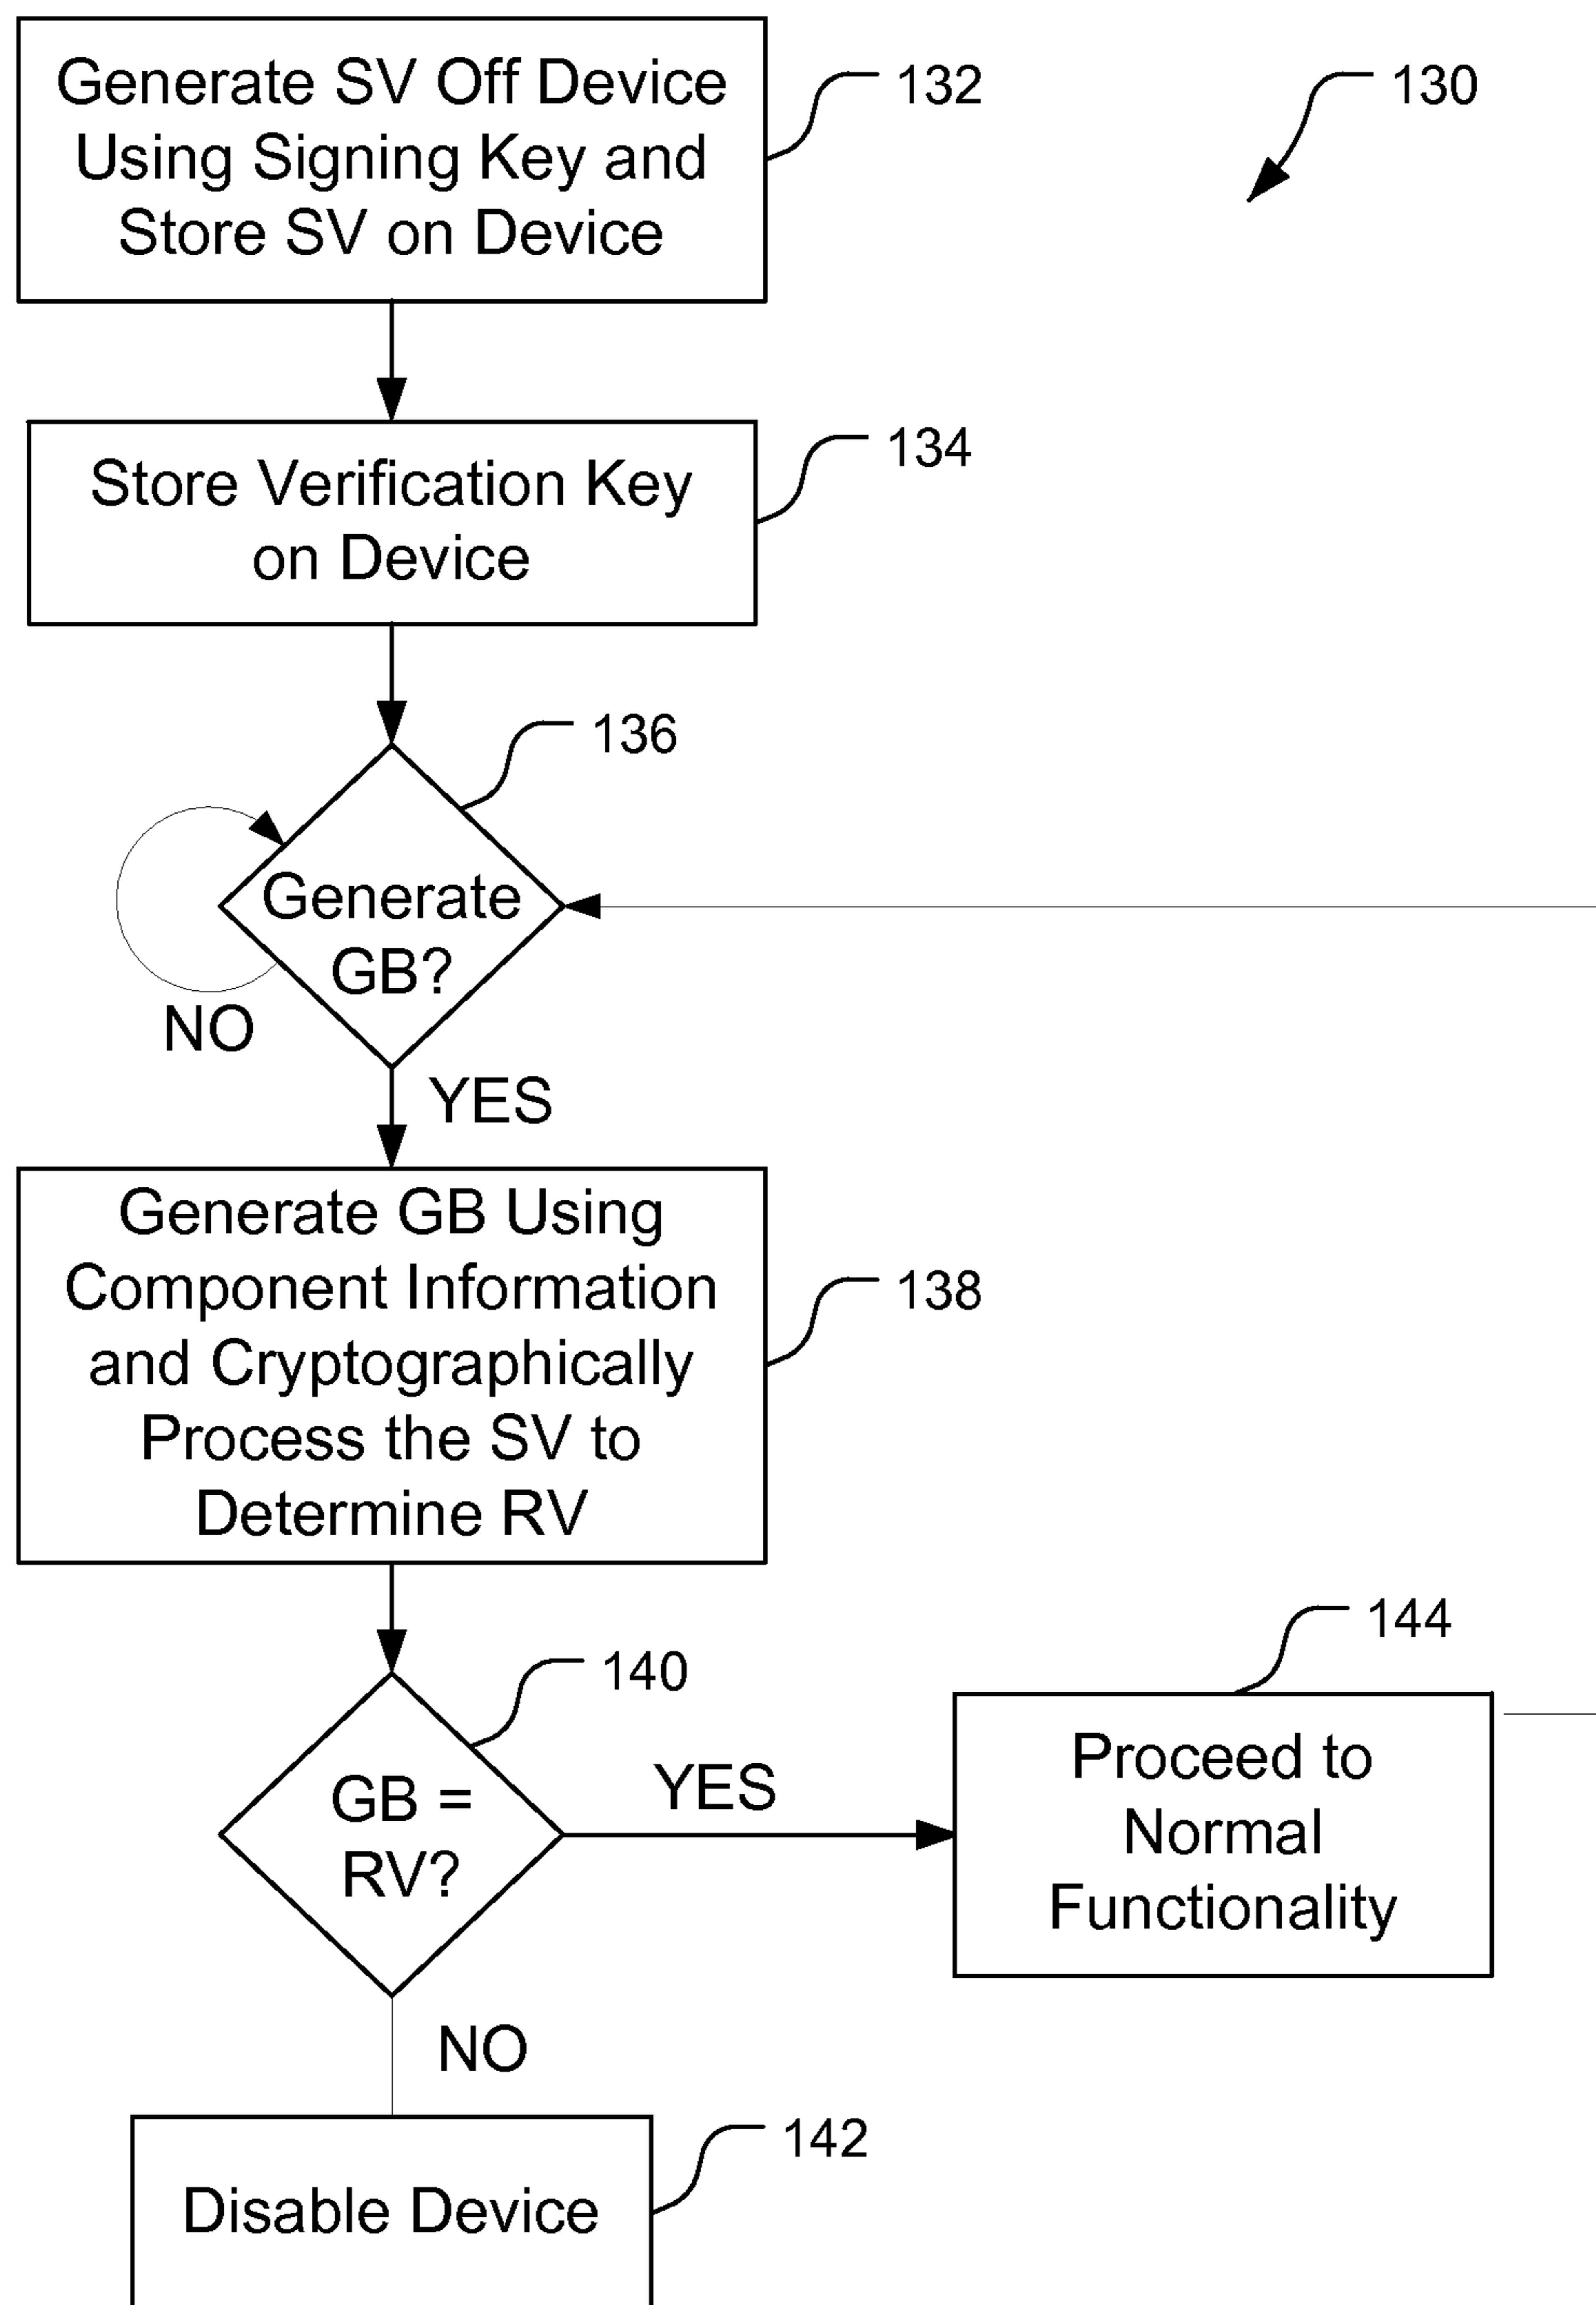 Generate SV Off Device
Using Signing Key and
Store SV on Device
132
130
Store Verification Key
on Device
134
136
Generate
GB?
NO
YES
Generate GB Using
Component Information
and Cryptographically
Process the SV to
Determine RV
138
140
GB =
RV?
YES
144
Proceed to
Normal
Functionality
NO
142
Disable Device